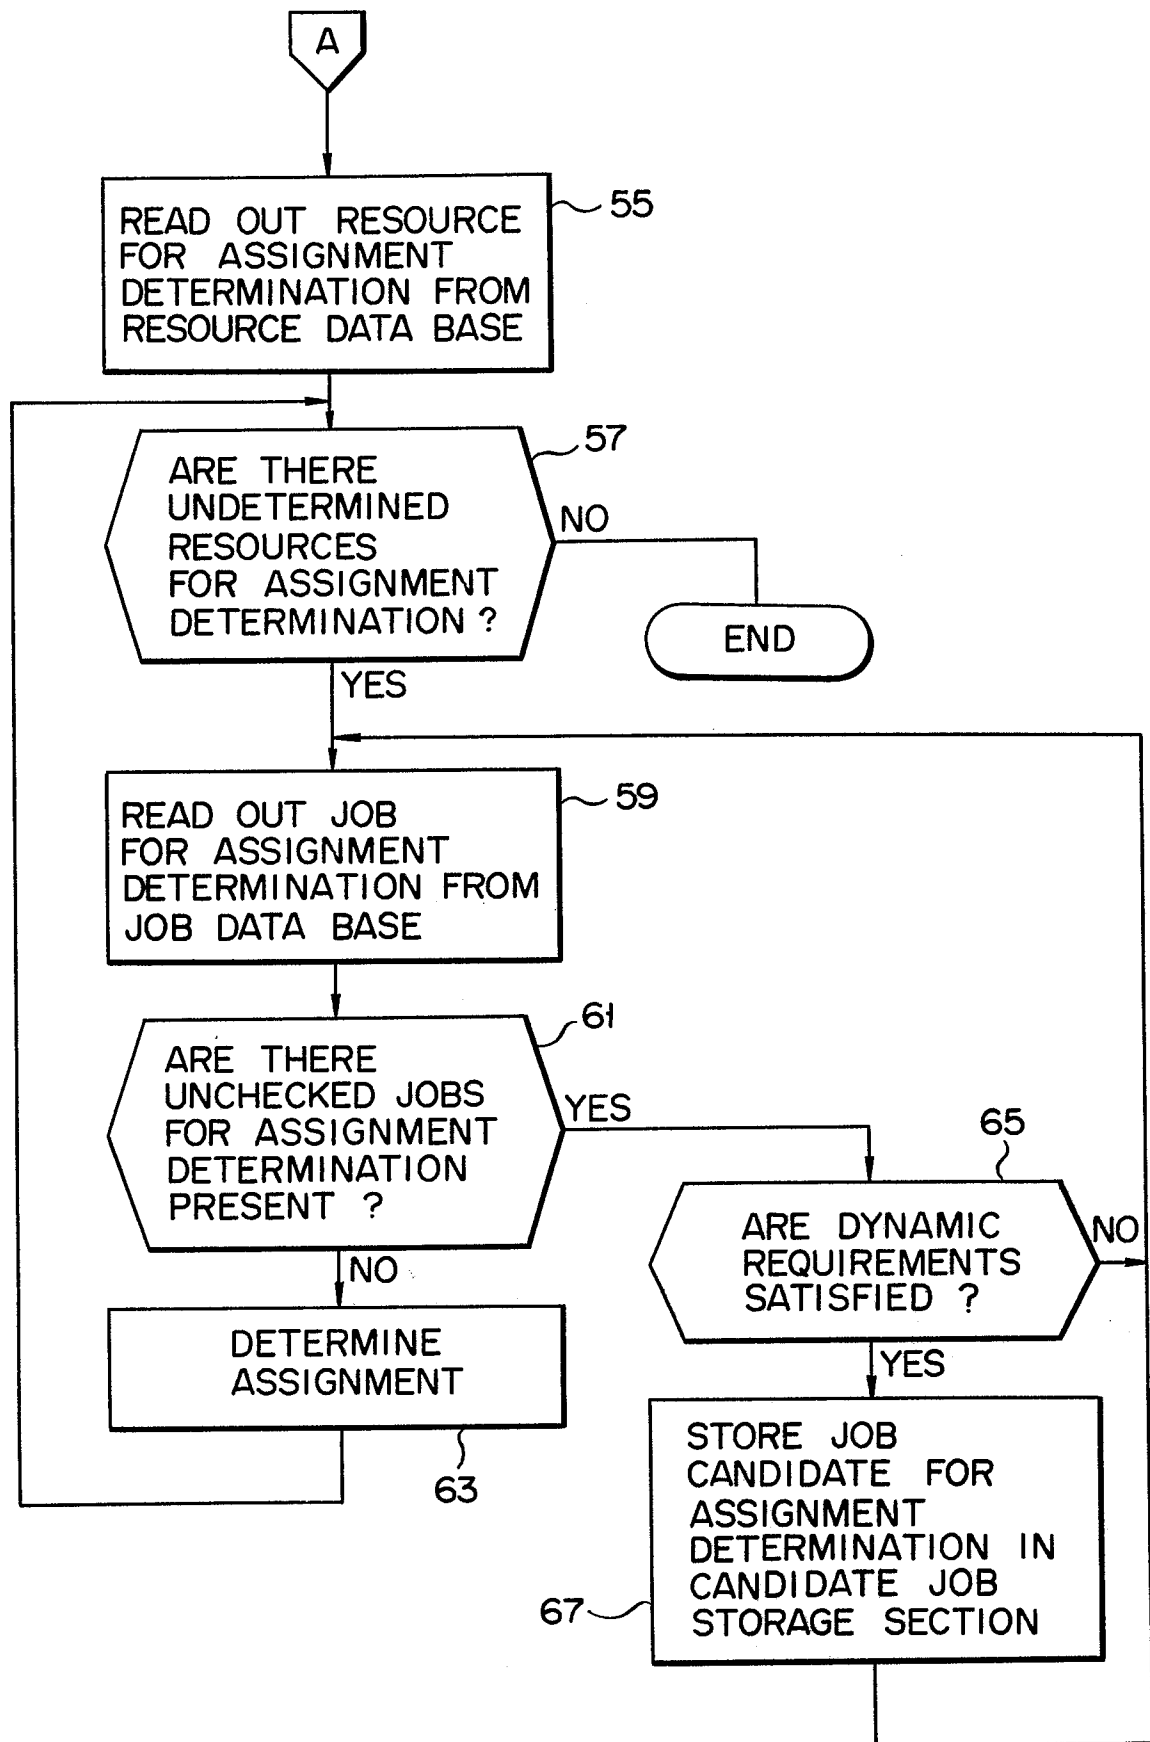 A
READ OUT RESOURCE
FOR ASSIGNMENT
DETERMINATION FROM
RESOURCE DATA BASE
55
ARE THERE
UNDETERMINED
RESOURCES
FOR ASSIGNMENT
DETERMINATION ?
57
NO
END
YES
READ OUT JOB
FOR ASSIGNMENT
DETERMINATION FROM
JOB DATA BASE
59
ARE THERE
UNCHECKED JOBS
FOR ASSIGNMENT
DETERMINATION
PRESENT ?
61
YES
NO
DETERMINE
ASSIGNMENT
63
65
ARE DYNAMIC
REQUIREMENTS
SATISFIED ?
NO
YES
STORE JOB
CANDIDATE FOR
ASSIGNMENT
DETERMINATION IN
CANDIDATE JOB
STORAGE SECTION
67